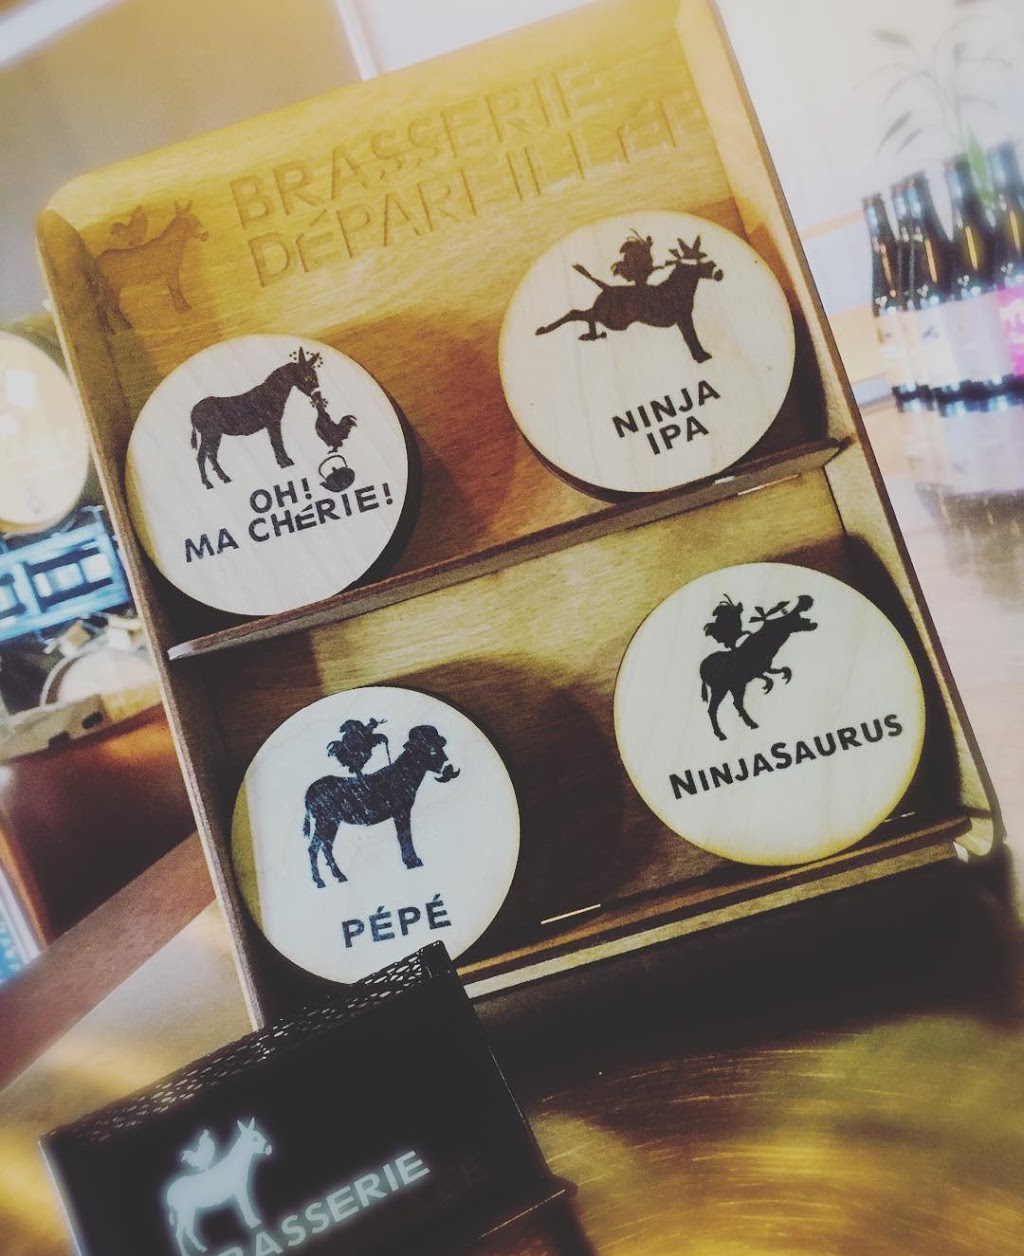 BRASSERIE
DÉPAREILLÉE
OH!
MA CHÉRIE!
NINJA
IPA
PÉPÉ
NINJASAURUS
BRASSERIE